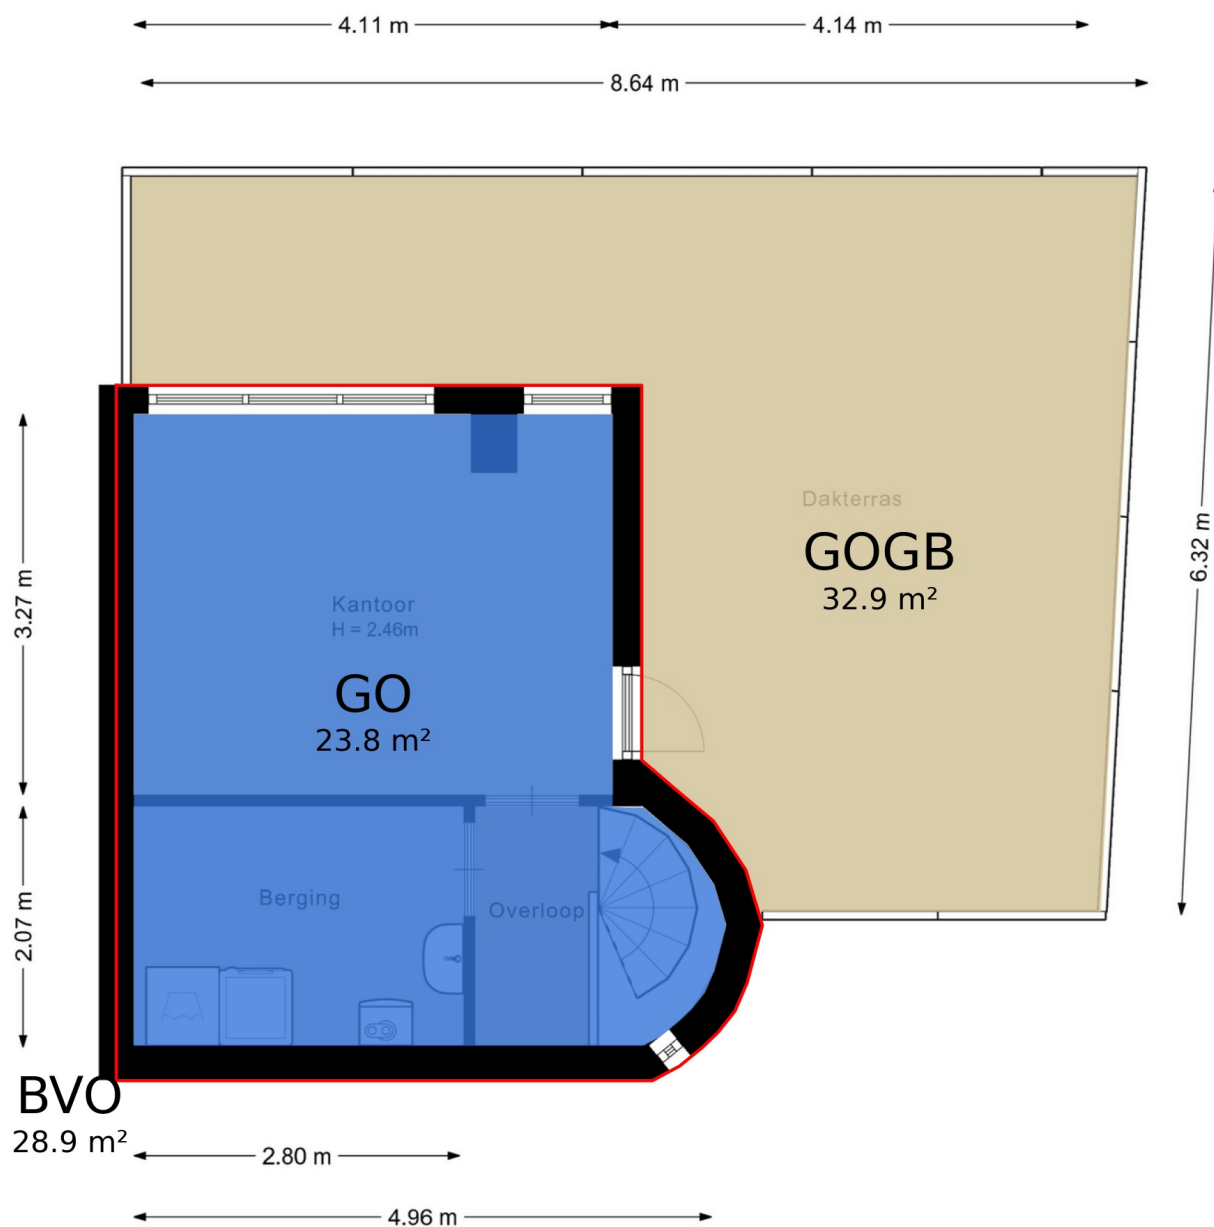 4.11 m
4.14 m
8.64 m
Dakterras
GOGB
32.9 m²
6.32 m
3.27 m
Kantoor
H = 2.46m
GO
23.8 m²
2.07 m
Berging
Overloop
BVO
28.9 m²
2.80 m
4.96 m